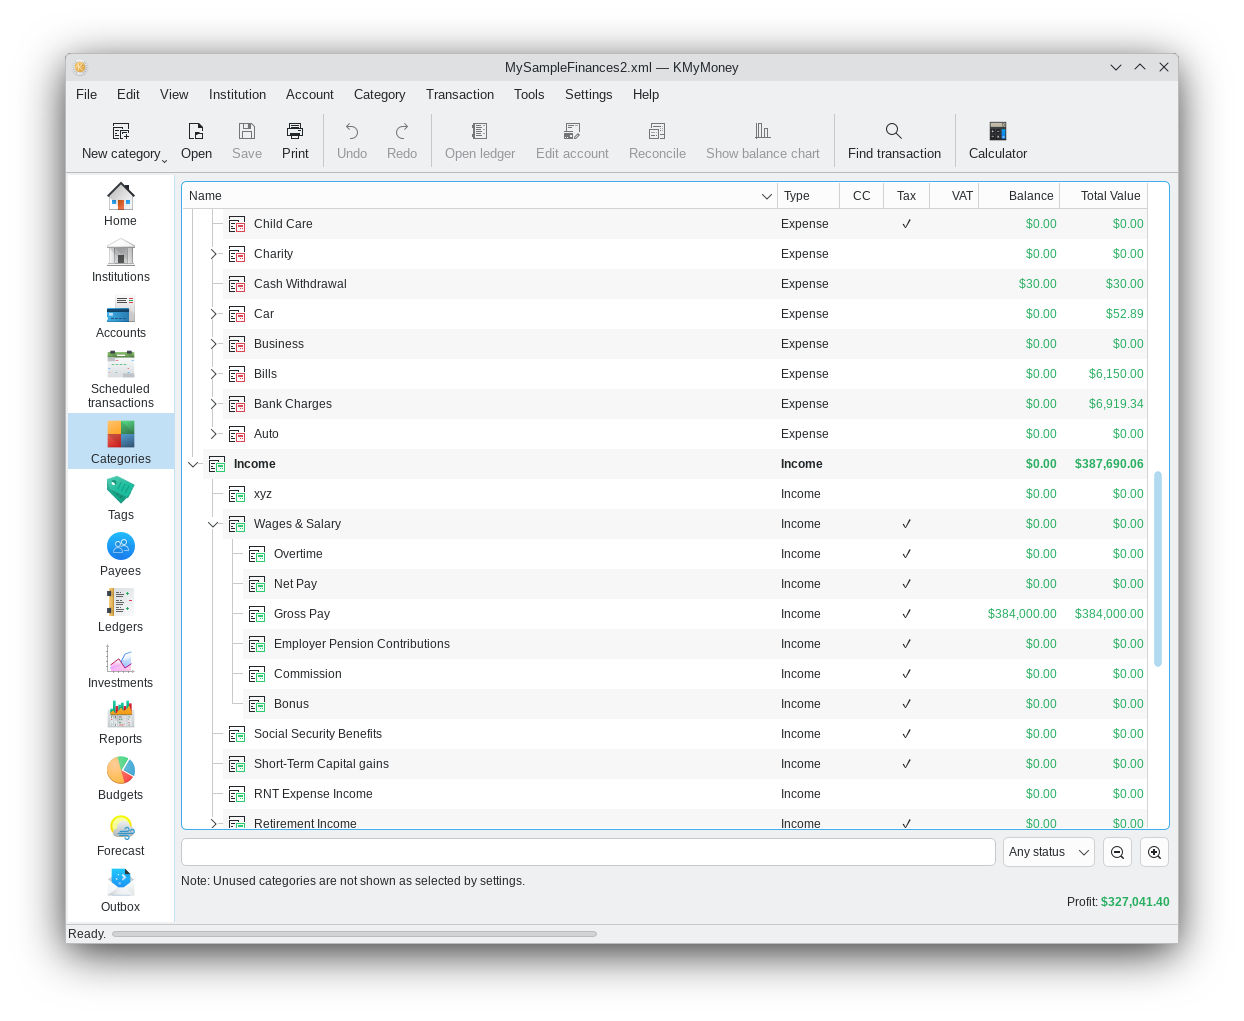 MySampleFinances2.xml — KMyMoney
File Edit View Institution Account Category Transaction Tools Settings Help
New category Open Save Print Undo Redo Open ledger Edit account Reconcile Show balance chart Find transaction Calculator
Home
Institutions
Accounts
Scheduled
transactions
Categories
Tags
Payees
Ledgers
Investments
Reports
Budgets
Forecast
Outbox
Name Type CC Tax VAT Balance Total Value
Child Care Expense ✓ $0.00 $0.00
Charity Expense $0.00 $0.00
Cash Withdrawal Expense $30.00 $30.00
Car Expense $0.00 $52.89
Business Expense $0.00 $0.00
Bills Expense $0.00 $6,150.00
Bank Charges Expense $0.00 $6,919.34
Auto Expense $0.00 $0.00
Income Income $0.00 $387,690.06
xyz Income $0.00 $0.00
Wages & Salary Income ✓ $0.00 $0.00
Overtime Income ✓ $0.00 $0.00
Net Pay Income ✓ $0.00 $0.00
Gross Pay Income ✓ $384,000.00 $384,000.00
Employer Pension Contributions Income ✓ $0.00 $0.00
Commission Income ✓ $0.00 $0.00
Bonus Income ✓ $0.00 $0.00
Social Security Benefits Income ✓ $0.00 $0.00
Short-Term Capital gains Income ✓ $0.00 $0.00
RNT Expense Income Income $0.00 $0.00
Retirement Income Income ✓ $0.00 $0.00
Any status
Note: Unused categories are not shown as selected by settings.
Profit: $327,041.40
Ready.